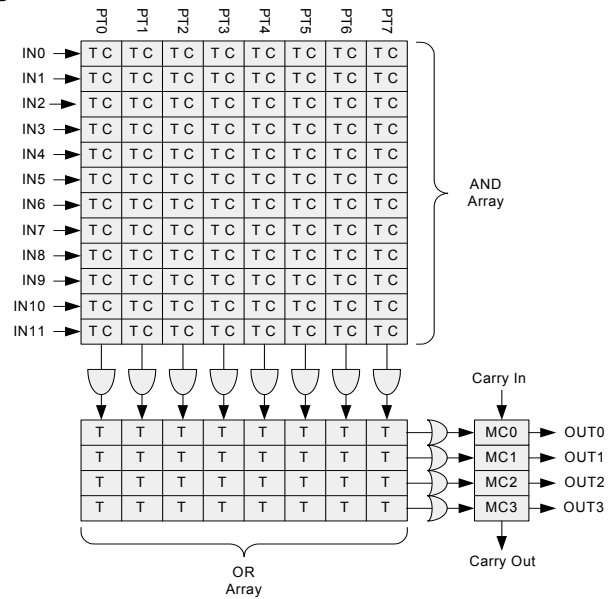 PT0 PT1 PT2 PT3 PT4 PT5 PT6 PT7
IN0 T C T C T C T C T C T C T C T C
IN1 T C T C T C T C T C T C T C T C
IN2 T C T C T C T C T C T C T C T C
IN3 T C T C T C T C T C T C T C T C
IN4 T C T C T C T C T C T C T C T C
IN5 T C T C T C T C T C T C T C T C
IN6 T C T C T C T C T C T C T C T C
IN7 T C T C T C T C T C T C T C T C
IN8 T C T C T C T C T C T C T C T C
IN9 T C T C T C T C T C T C T C T C
IN10 T C T C T C T C T C T C T C T C
IN11 T C T C T C T C T C T C T C T C
AND
Array
Carry In
T T T T T T T T MC0 OUT0
T T T T T T T T MC1 OUT1
T T T T T T T T MC2 OUT2
T T T T T T T T MC3 OUT3
Carry Out
OR
Array